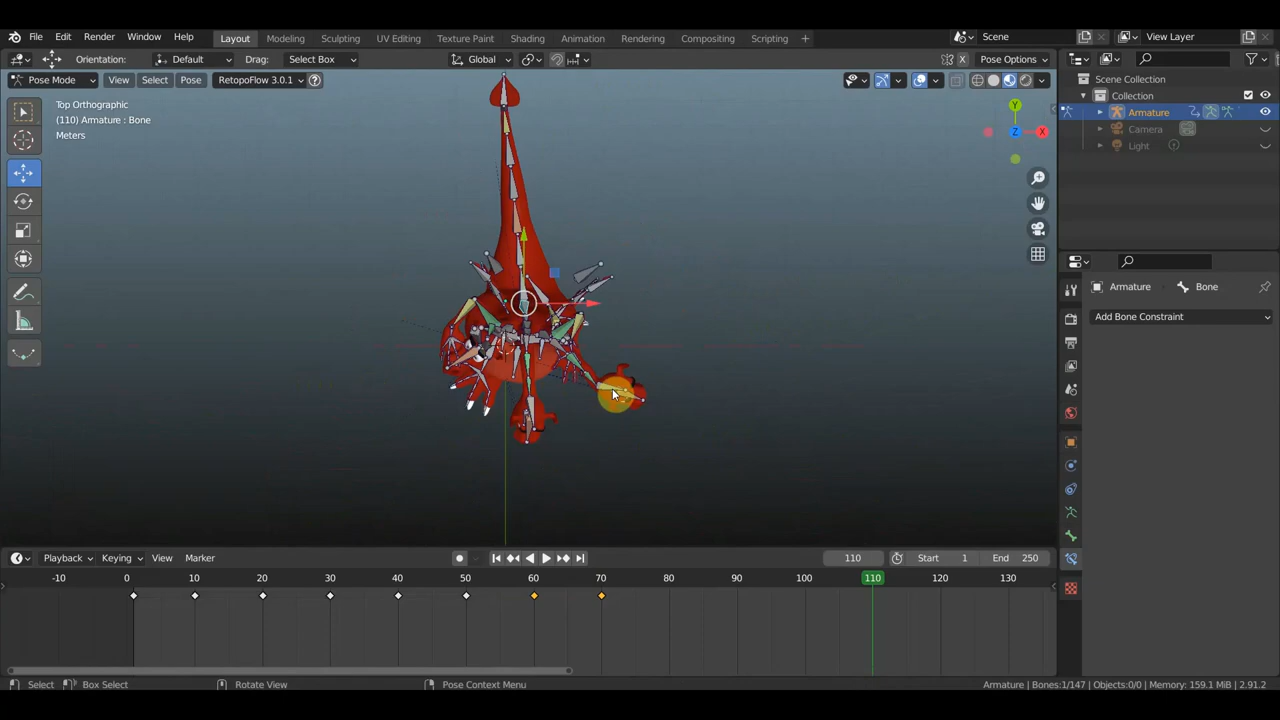 File Edit Render Window Help Layout Modeling Sculpting UV Editing Texture Paint Shading Animation Rendering Compositing Scripting + Scene View Layer
Orientation: Default Drag: Select Box Global X Pose Options
Pose Mode View Select Pose RetopoFlow 3.0.1
Top Orthographic
(110) Armature : Bone
Meters
Y
Z
X
Scene Collection
Collection
Armature
Camera
Light
Armature Bone
Add Bone Constraint
Playback Keying View Marker 110 Start 1 End 250
-10 0 10 20 30 40 50 60 70 80 90 100 110 120 130
Select Box Select Rotate View Pose Context Menu Armature | Bones:1/147 | Objects:0/0 | Memory: 159.1 MiB | 2.91.2